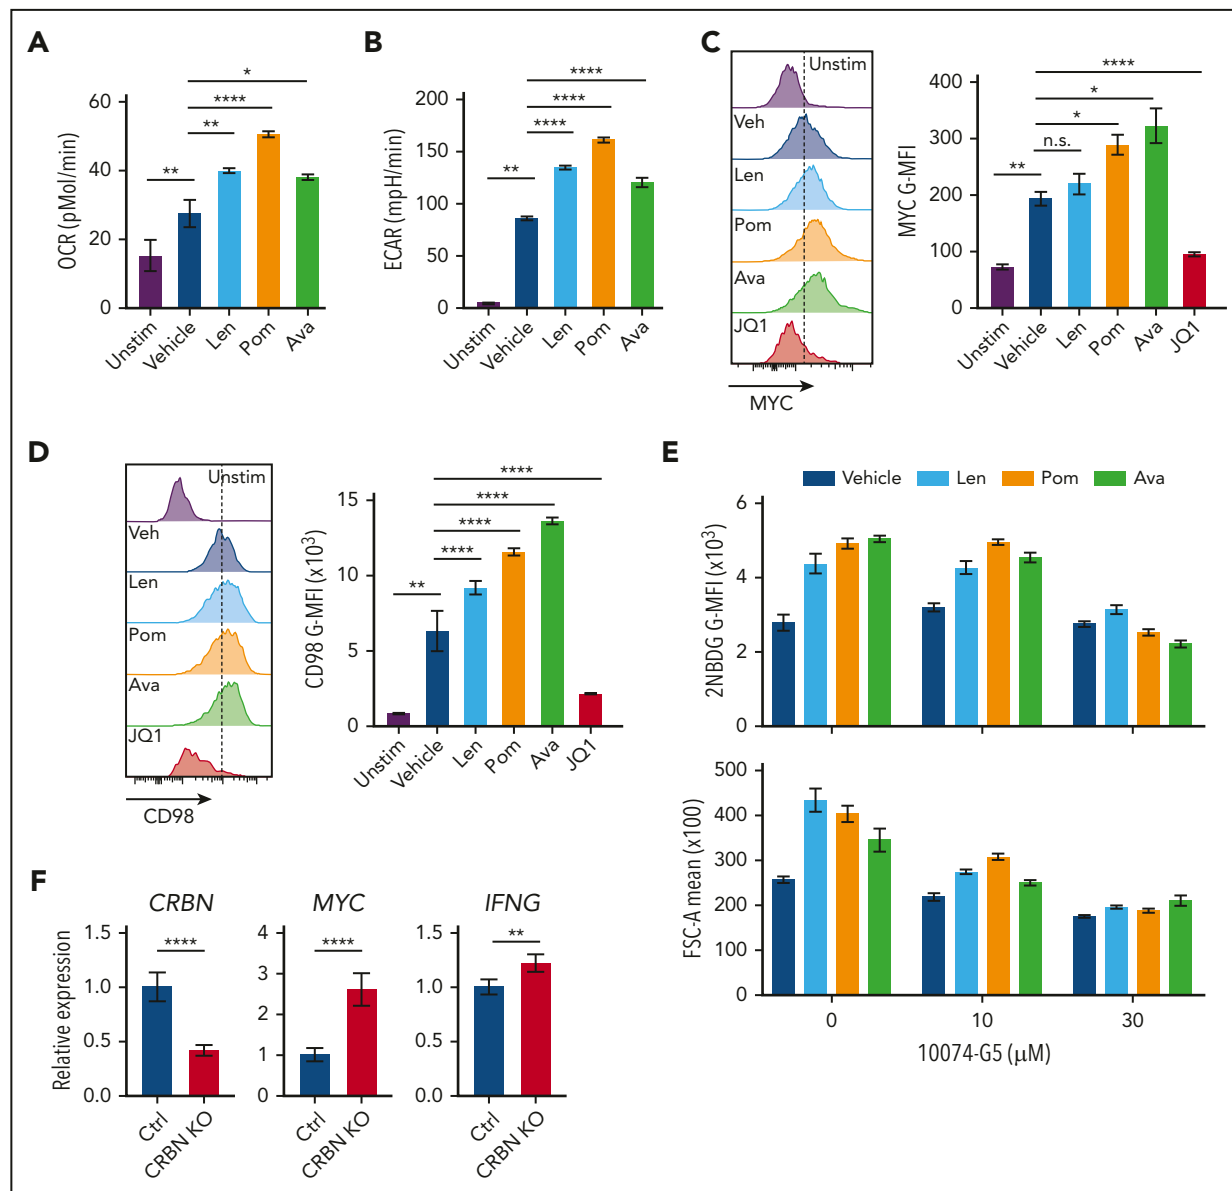 A
OCR (pMol/min)
60
40
20
0
*
****
**
**
Unstim
Vehicle
Len
Pom
Ava
B
ECAR (mpH/min)
200
150
100
50
0
****
****
****
**
Unstim
Vehicle
Len
Pom
Ava
C
Unstim
Veh
Len
Pom
Ava
JQ1
MYC
MYC G-MFI
400
300
200
100
0
****
*
*
n.s.
**
Unstim
Vehicle
Len
Pom
Ava
JQ1
D
Unstim
Veh
Len
Pom
Ava
JQ1
CD98
CD98 G-MFI (x10³)
15
10
5
0
****
****
****
****
**
Unstim
Vehicle
Len
Pom
Ava
JQ1
E
Vehicle Len Pom Ava
2NBDG G-MFI (x10³)
6
4
2
0
FSC-A mean (x100)
500
400
300
200
100
0
0 10 30
10074-G5 (μM)
F
Relative expression
CRBN
1.5
1.0
0.5
0.0
****
Ctrl
CRBN KO
MYC
4
3
2
1
0
****
Ctrl
CRBN KO
IFNG
1.5
1.0
0.5
0.0
**
Ctrl
CRBN KO